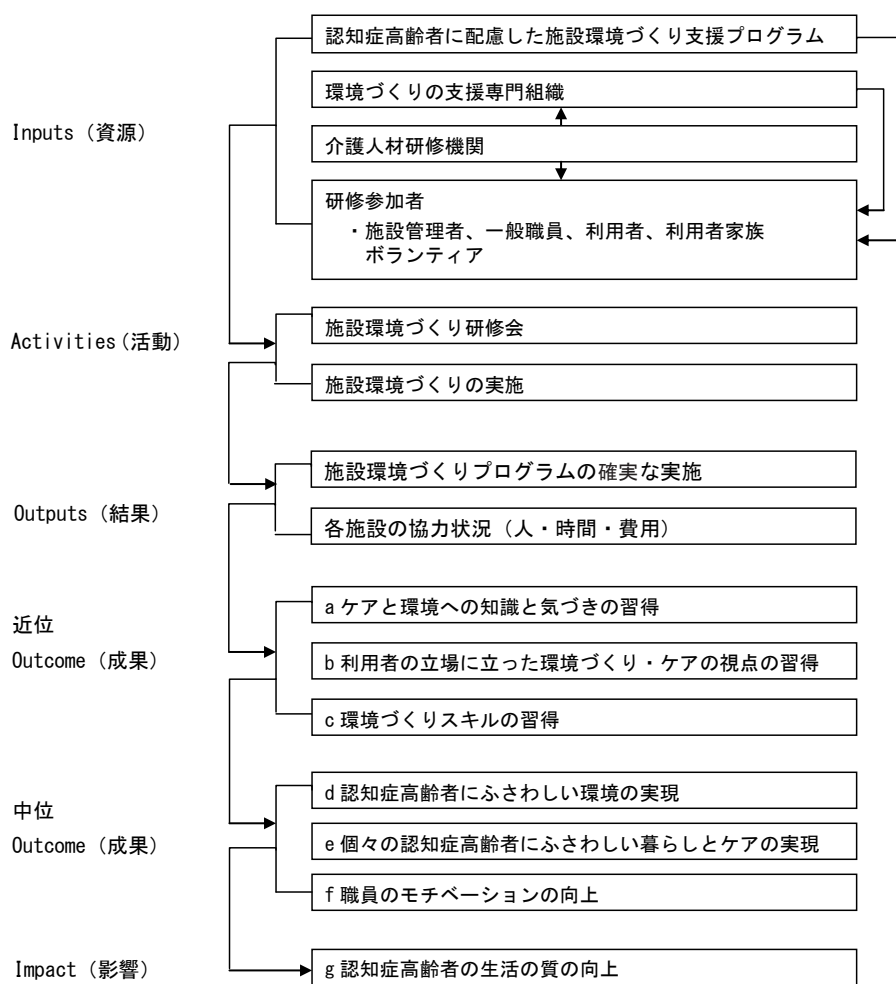 認知症高齢者に配慮した施設環境づくり支援プログラム
環境づくりの支援専門組織
Inputs（資源）
介護人材研修機関
研修参加者
・施設管理者、一般職員、利用者、利用者家族
ボランティア
施設環境づくり研修会
Activities（活動）
施設環境づくりの実施
施設環境づくりプログラムの確実な実施
Outputs（結果）
各施設の協力状況（人・時間・費用）
a ケアと環境への知識と気づきの習得
近位
Outcome（成果）
b 利用者の立場に立った環境づくり・ケアの視点の習得
c 環境づくりスキルの習得
d 認知症高齢者にふさわしい環境の実現
中位
Outcome（成果）
e 個々の認知症高齢者にふさわしい暮らしとケアの実現
f 職員のモチベーションの向上
Impact（影響）
g 認知症高齢者の生活の質の向上